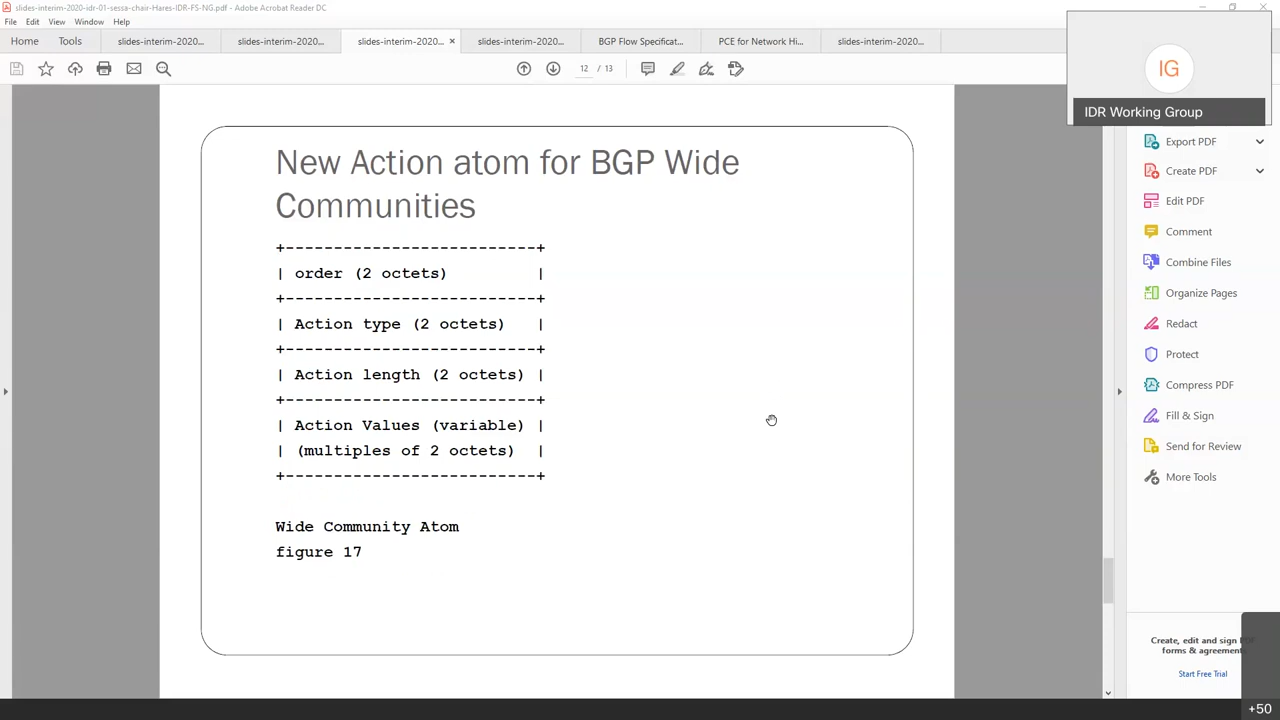 slides-interim-2020-idr-01-sessa-chair-Hares-IDR-FS-NG.pdf - Adobe Acrobat Reader DC
File Edit View Window Help
Home Tools slides-interim-2020... slides-interim-2020... slides-interim-2020... × slides-interim-2020... BGP Flow Specificat... PCE for Network Hi... slides-interim-2020...
12 / 13
IG
IDR Working Group
New Action atom for BGP Wide
Communities
+--------------------------+
| order (2 octets) |
+--------------------------+
| Action type (2 octets) |
+--------------------------+
| Action length (2 octets) |
+--------------------------+
| Action Values (variable) |
| (multiples of 2 octets) |
+--------------------------+
Wide Community Atom
figure 17
Export PDF
Create PDF
Edit PDF
Comment
Combine Files
Organize Pages
Redact
Protect
Compress PDF
Fill & Sign
Send for Review
More Tools
Create, edit and sign
forms & agreements
Start Free Trial
+50